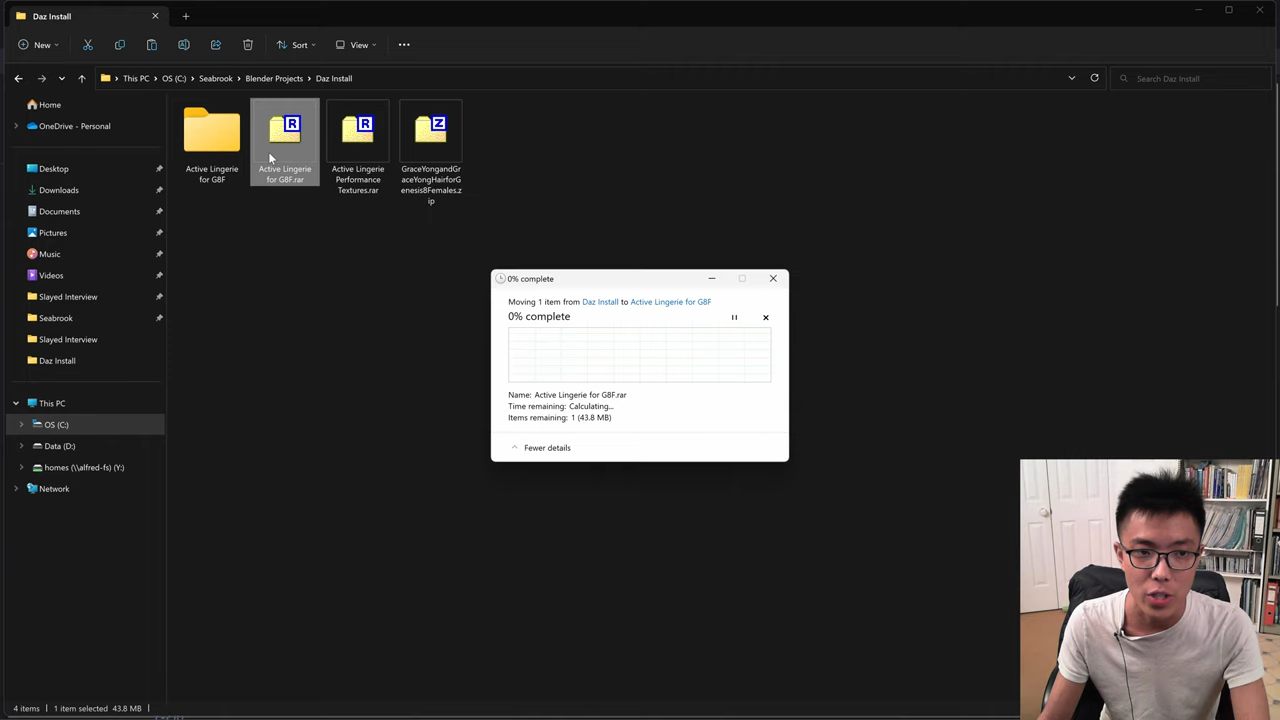 Daz Install
New
Sort
View
This PC
OS (C:)
Seabrook
Blender Projects
Daz Install
Search Daz Install
Home
OneDrive - Personal
Desktop
Downloads
Documents
Pictures
Music
Videos
Slayed Interview
Seabrook
Slayed Interview
Daz Install
This PC
OS (C:)
Data (D:)
homes (\\alfred-fs) (Y:)
Network
Active Lingerie
for G8F
R
Active Lingerie
for G8F.rar
R
Active Lingerie
Performance
Textures.rar
Z
GraceYongandGr
aceYongHairforG
enesis8Females.z
ip
0% complete
Moving 1 item from Daz Install to Active Lingerie for G8F
0% complete
Name: Active Lingerie for G8F.rar
Time remaining: Calculating...
Items remaining: 1 (43.8 MB)
Fewer details
4 items
1 item selected 43.8 MB